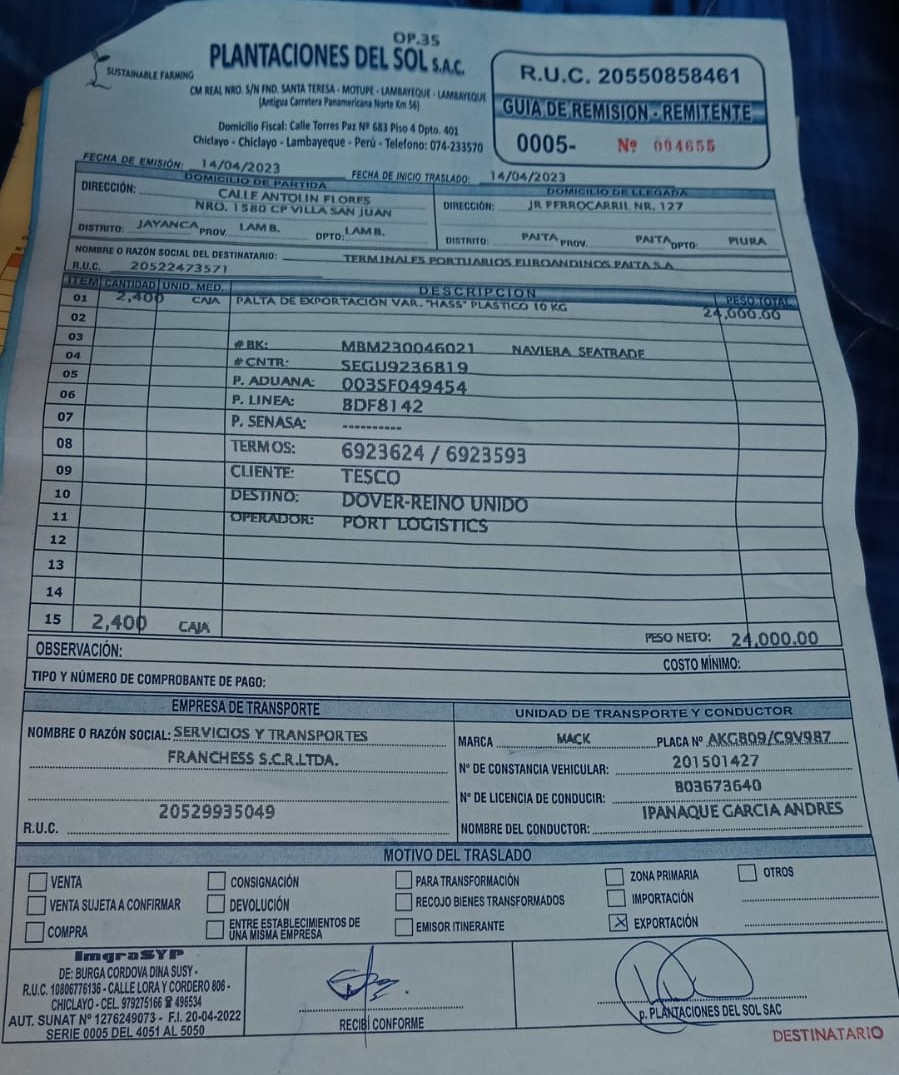 OP.35
PLANTACIONES DEL SOL S.A.C.
SUSTAINABLE FARMING
CM REAL NRO. S/N FND. SANTA TERESA - MOTUPE - LAMBAYEQUE - LAMBAYEQUE
(Antigua Carretera Panamericana Norte Km 56)
Domicilio Fiscal: Calle Torres Paz Nº 683 Piso 4 Dpto. 401
Chiclayo - Chiclayo - Lambayeque - Perú - Telefono: 074-233570
R.U.C. 20550858461
GUIA DE REMISION - REMITENTE
0005- Nº 004655
FECHA DE EMISIÓN: 14/04/2023 FECHA DE INICIO TRASLADO: 14/04/2023
DOMICILIO DE PARTIDA
DIRECCIÓN: CALLE ANTOLIN FLORES
NRO. 1580 CP VILLA SAN JUAN
DISTRITO: JAYANCA PROV. LAMB. DPTO: LAMB.
DOMICILIO DE LLEGADA
DIRECCIÓN: JR FERROCARRIL NR. 127
DISTRITO: PAITA PROV. PAITA DPTO: PIURA
NOMBRE O RAZÓN SOCIAL DEL DESTINATARIO: TERMINALES PORTUARIOS EUROANDINOS PAITA S.A
R.U.C. 20522473571
ITEM CANTIDAD UNID. MED. DESCRIPCION PESO TOTAL
01 2,400 CAJA PALTA DE EXPORTACIÓN VAR. "HASS" PLASTICO 10 KG 24,000.00
02
03 # BK: MBM230046021 NAVIERA SEATRADE
04 # CNTR: SEGU9236819
05 P. ADUANA: 003SF049454
06 P. LINEA: BDF8142
07 P. SENASA: ----------
08 TERMOS: 6923624 / 6923593
09 CLIENTE: TESCO
10 DESTINO: DOVER-REINO UNIDO
11 OPERADOR: PORT LOGISTICS
12
13
14
15 2,400 CAJA PESO NETO: 24,000.00
OBSERVACIÓN: COSTO MÍNIMO:
TIPO Y NÚMERO DE COMPROBANTE DE PAGO:
EMPRESA DE TRANSPORTE
NOMBRE O RAZÓN SOCIAL: SERVICIOS Y TRANSPORTES
FRANCHESS S.C.R.LTDA.
R.U.C. 20529935049
UNIDAD DE TRANSPORTE Y CONDUCTOR
MARCA MACK PLACA Nº AKG809/C9V987
Nº DE CONSTANCIA VEHICULAR: 201501427
Nº DE LICENCIA DE CONDUCIR: B03673640
NOMBRE DEL CONDUCTOR: IPANAQUE GARCIA ANDRES
MOTIVO DEL TRASLADO
VENTA CONSIGNACIÓN PARA TRANSFORMACIÓN ZONA PRIMARIA OTROS
VENTA SUJETA A CONFIRMAR DEVOLUCIÓN RECOJO BIENES TRANSFORMADOS IMPORTACIÓN
COMPRA ENTRE ESTABLECIMIENTOS DE EMISOR ITINERANTE X EXPORTACIÓN
UNA MISMA EMPRESA
ImgraSYP
DE: BURGA CORDOVA DINA SUSY -
R.U.C. 10806776136 - CALLE LORA Y CORDERO 806 -
CHICLAYO - CEL. 979275166 ☎ 496534
AUT. SUNAT Nº 1276249073 - F.I. 20-04-2022
SERIE 0005 DEL 4051 AL 5050
RECIBÍ CONFORME
p. PLANTACIONES DEL SOL SAC
DESTINATARIO